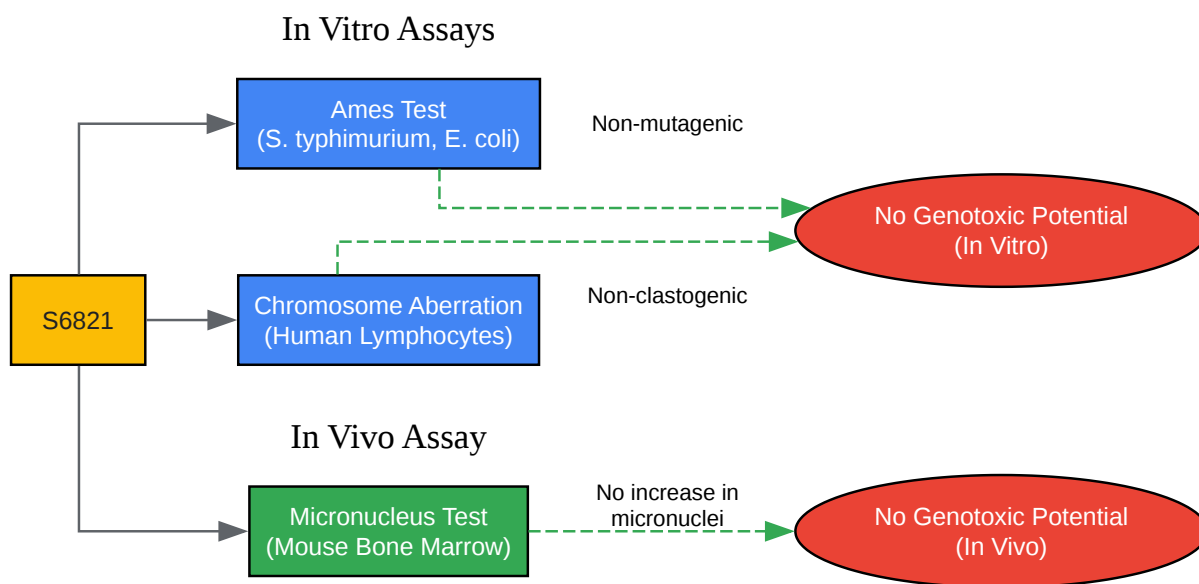 In Vitro Assays
Ames Test
(S. typhimurium, E. coli)
Non-mutagenic
No Genotoxic Potential
(In Vitro)
S6821
Chromosome Aberration
(Human Lymphocytes)
Non-clastogenic
In Vivo Assay
Micronucleus Test
(Mouse Bone Marrow)
No increase in
micronuclei
No Genotoxic Potential
(In Vivo)